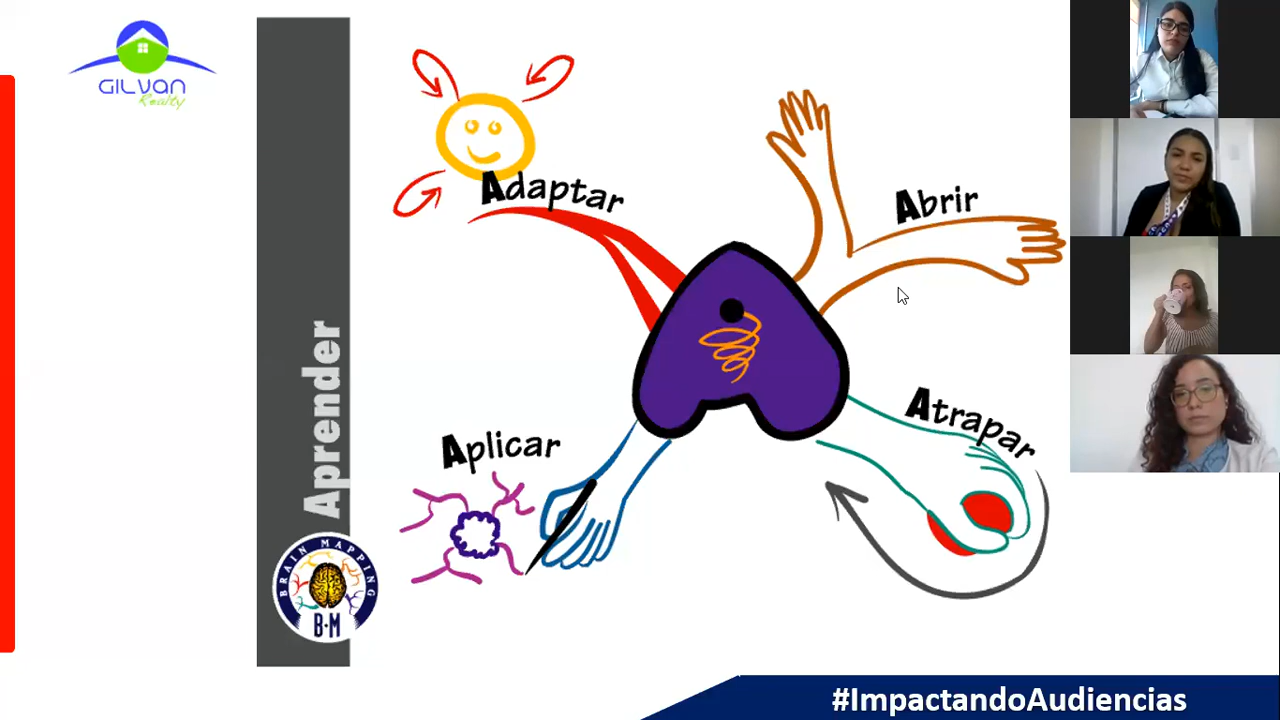 GILVAN
Realty
Aprender
BRAIN MAPPING
B·M
Adaptar
Abrir
Aplicar
Atrapar
#ImpactandoAudiencias